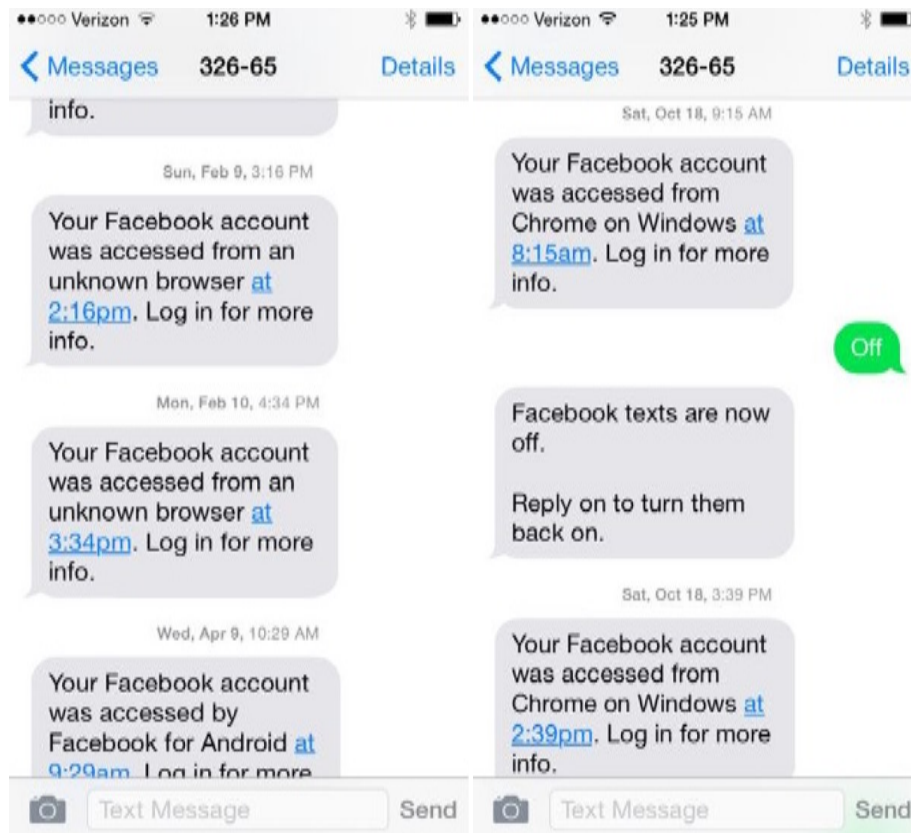 Verizon 1:26 PM
Messages 326-65 Details
info.
Sun, Feb 9, 3:16 PM
Your Facebook account
was accessed from an
unknown browser at
2:16pm. Log in for more
info.
Mon, Feb 10, 4:34 PM
Your Facebook account
was accessed from an
unknown browser at
3:34pm. Log in for more
info.
Wed, Apr 9, 10:29 AM
Your Facebook account
was accessed by
Facebook for Android at
9:29am. Log in for more
Text Message Send
Verizon 1:25 PM
Messages 326-65 Details
Sat, Oct 18, 9:15 AM
Your Facebook account
was accessed from
Chrome on Windows at
8:15am. Log in for more
info.
Off
Facebook texts are now
off.
Reply on to turn them
back on.
Sat, Oct 18, 3:39 PM
Your Facebook account
was accessed from
Chrome on Windows at
2:39pm. Log in for more
info.
Text Message Send